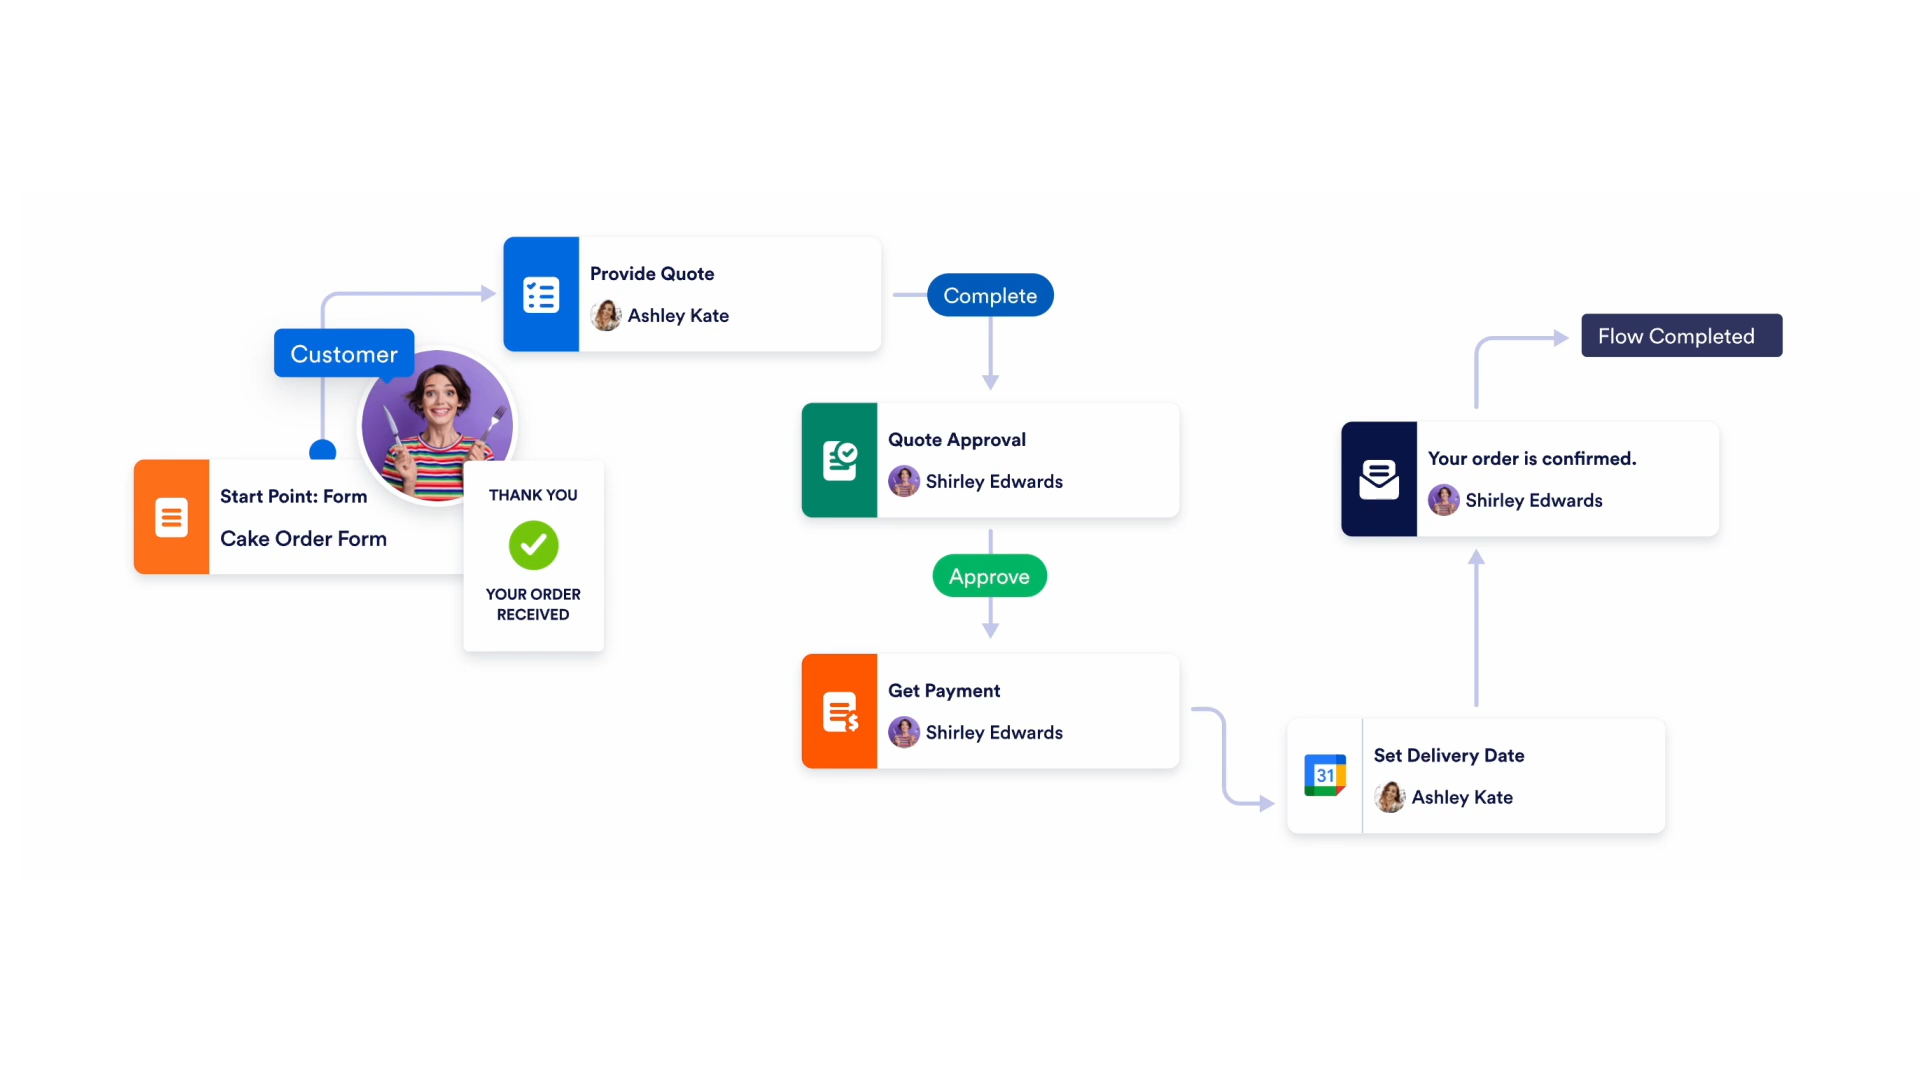 Customer
Start Point: Form
Cake Order Form
THANK YOU
YOUR ORDER
RECEIVED
Provide Quote
Ashley Kate
Complete
Quote Approval
Shirley Edwards
Approve
Get Payment
Shirley Edwards
31
Set Delivery Date
Ashley Kate
Your order is confirmed.
Shirley Edwards
Flow Completed